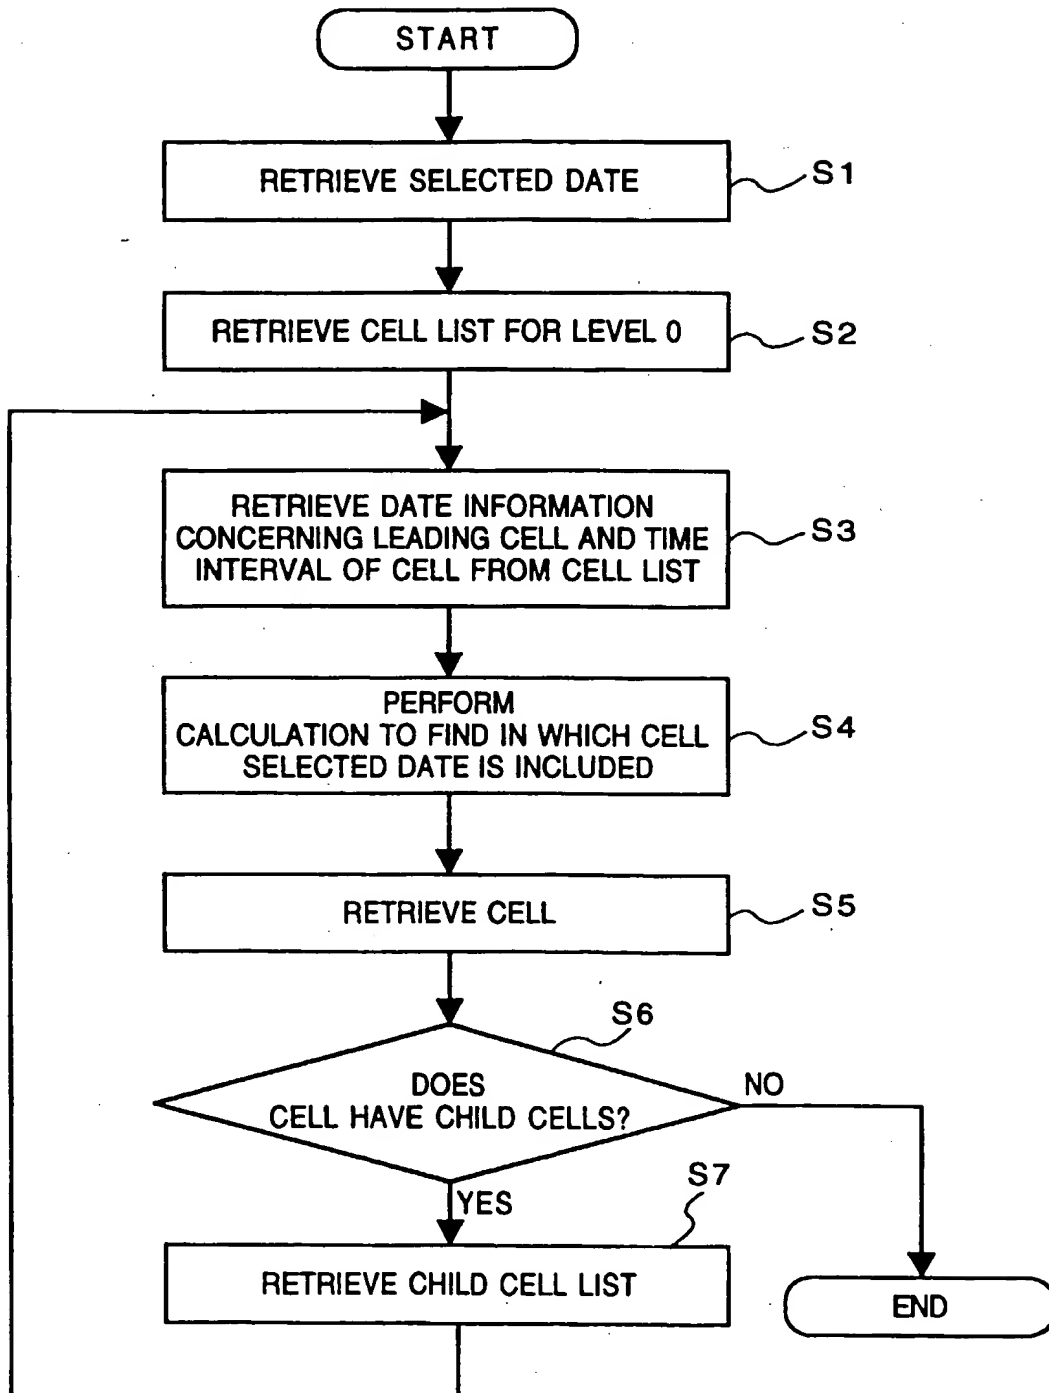 START
RETRIEVE SELECTED DATE
S1
RETRIEVE CELL LIST FOR LEVEL 0
S2
RETRIEVE DATE INFORMATION
CONCERNING LEADING CELL AND TIME
INTERVAL OF CELL FROM CELL LIST
S3
PERFORM
CALCULATION TO FIND IN WHICH CELL
SELECTED DATE IS INCLUDED
S4
RETRIEVE CELL
S5
S6
DOES
CELL HAVE CHILD CELLS?
NO
YES
S7
RETRIEVE CHILD CELL LIST
END